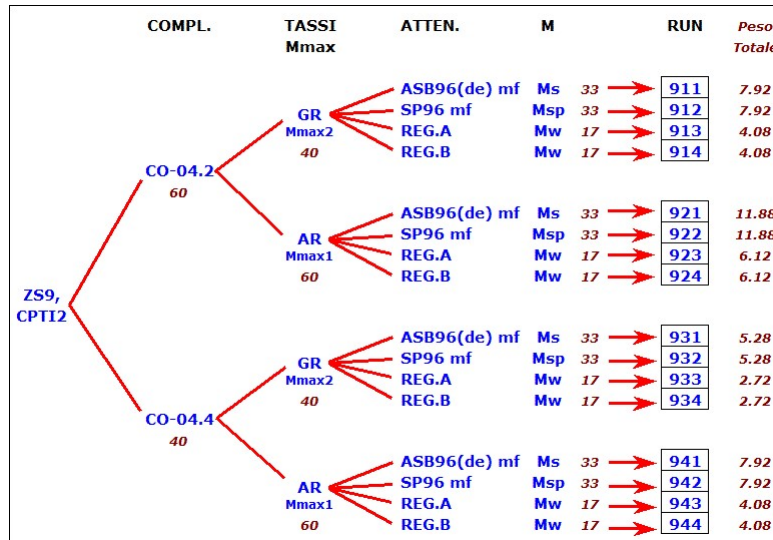 COMPL. TASSI ATTEN. M RUN Peso
Mmax Totale
ASB96(de) mf Ms 33 911 7.92
GR SP96 mf Msp 33 912 7.92
Mmax2 REG.A Mw 17 913 4.08
40 REG.B Mw 17 914 4.08
CO-04.2
60
ASB96(de) mf Ms 33 921 11.88
AR SP96 mf Msp 33 922 11.88
Mmax1 REG.A Mw 17 923 6.12
60 REG.B Mw 17 924 6.12
ZS9,
CPTI2
ASB96(de) mf Ms 33 931 5.28
GR SP96 mf Msp 33 932 5.28
Mmax2 REG.A Mw 17 933 2.72
40 REG.B Mw 17 934 2.72
CO-04.4
40
ASB96(de) mf Ms 33 941 7.92
AR SP96 mf Msp 33 942 7.92
Mmax1 REG.A Mw 17 943 4.08
60 REG.B Mw 17 944 4.08